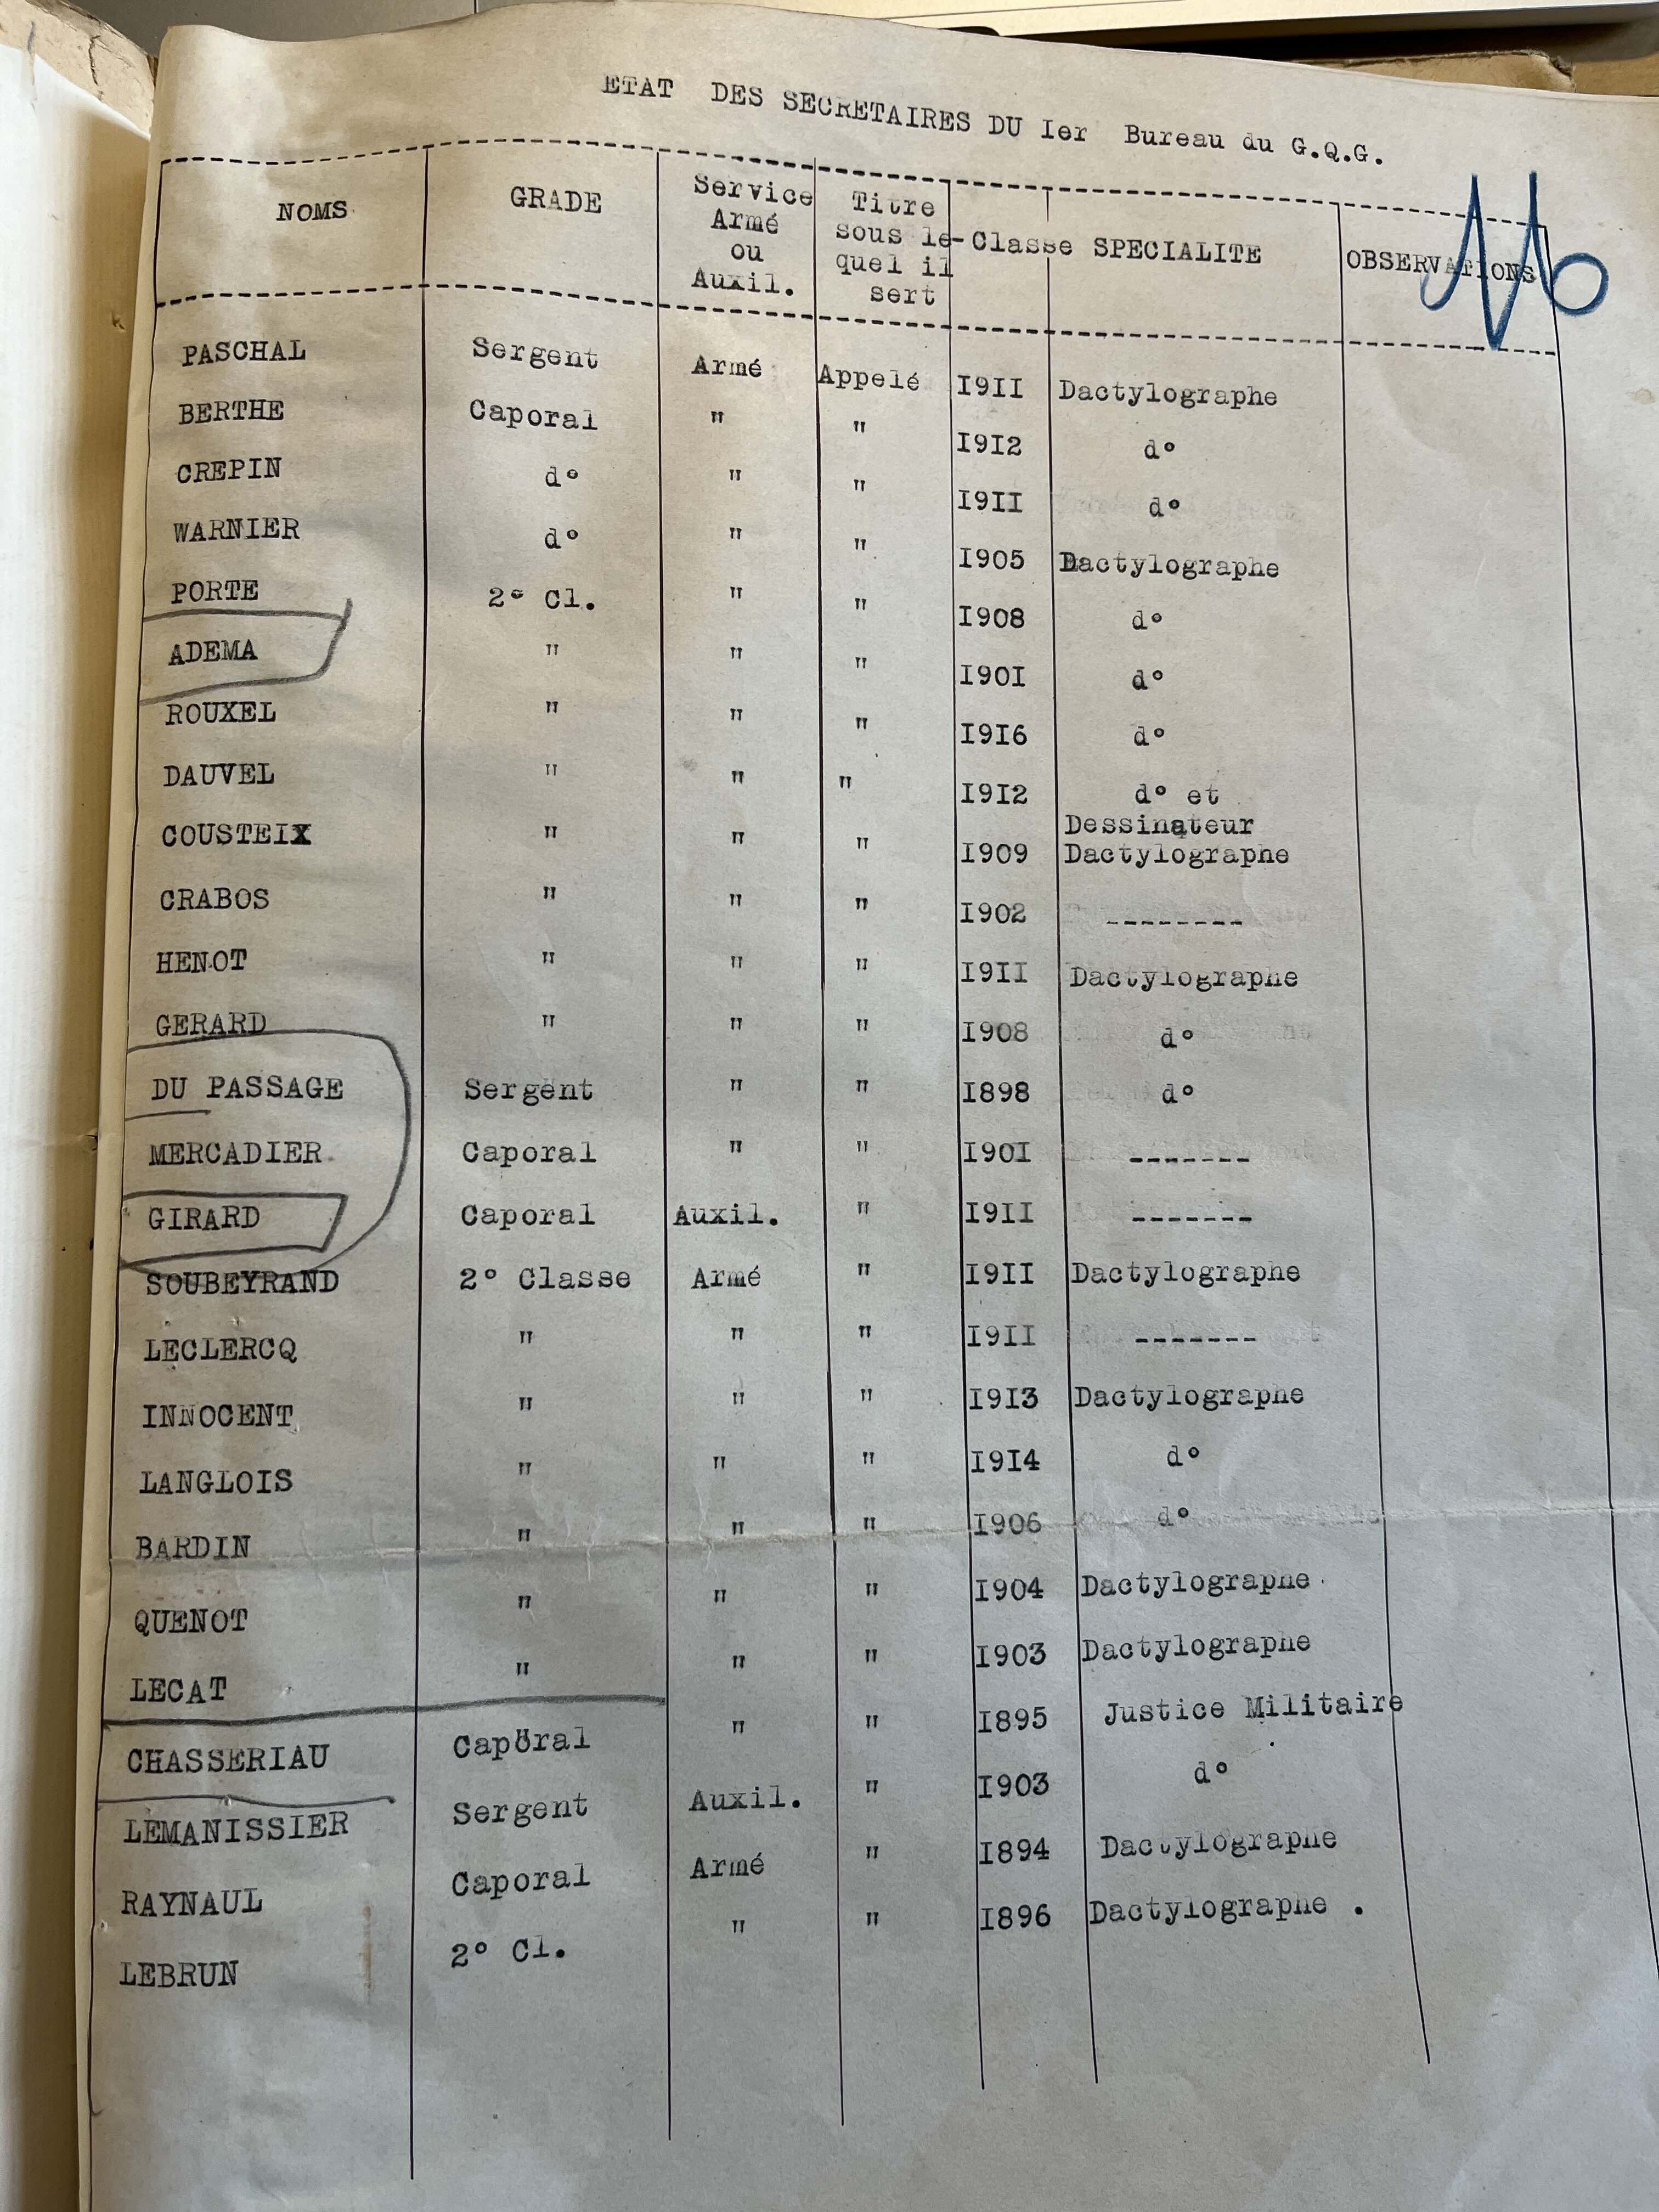 ETAT DES SECRETAIRES DU Ier Bureau du G.Q.G.
NOMS GRADE Service Armé ou Auxil. Titre sous le-quel il sert Classe SPECIALITE OBSERVATIONS
PASCHAL Sergent Armé Appelé I9II Dactylographe
BERTHE Caporal " " I9I2 d°
CREPIN d° " " I9II d°
WARNIER d° " " I905 Dactylographe
PORTE 2° Cl. " " I908 d°
ADEMA " " " I90I d°
ROUXEL " " " I9I6 d°
DAUVEL " " " I9I2 d° et Dessinateur
COUSTEIX " " " I909 Dactylographe
CRABOS " " " I902 --------
HENOT " " " I9II Dactylographe
GERARD " " " I908 d°
DU PASSAGE Sergent " " I898 d°
MERCADIER Caporal " " I90I -------
GIRARD Caporal Auxil. " I9II -------
SOUBEYRAND 2° Classe Armé " I9II Dactylographe
LECLERCQ " " " I9II -------
INNOCENT " " " I9I3 Dactylographe
LANGLOIS " " " I9I4 d°
BARDIN " " " I906 d°
QUENOT " " " I904 Dactylographe
LECAT " " " I903 Dactylographe
CHASSERIAU Caporal " " I895 Justice Militaire
LEMANISSIER Sergent Auxil. " I903 d°
RAYNAUL Caporal Armé " I894 Dactylographe
LEBRUN 2° Cl. " " I896 Dactylographe .